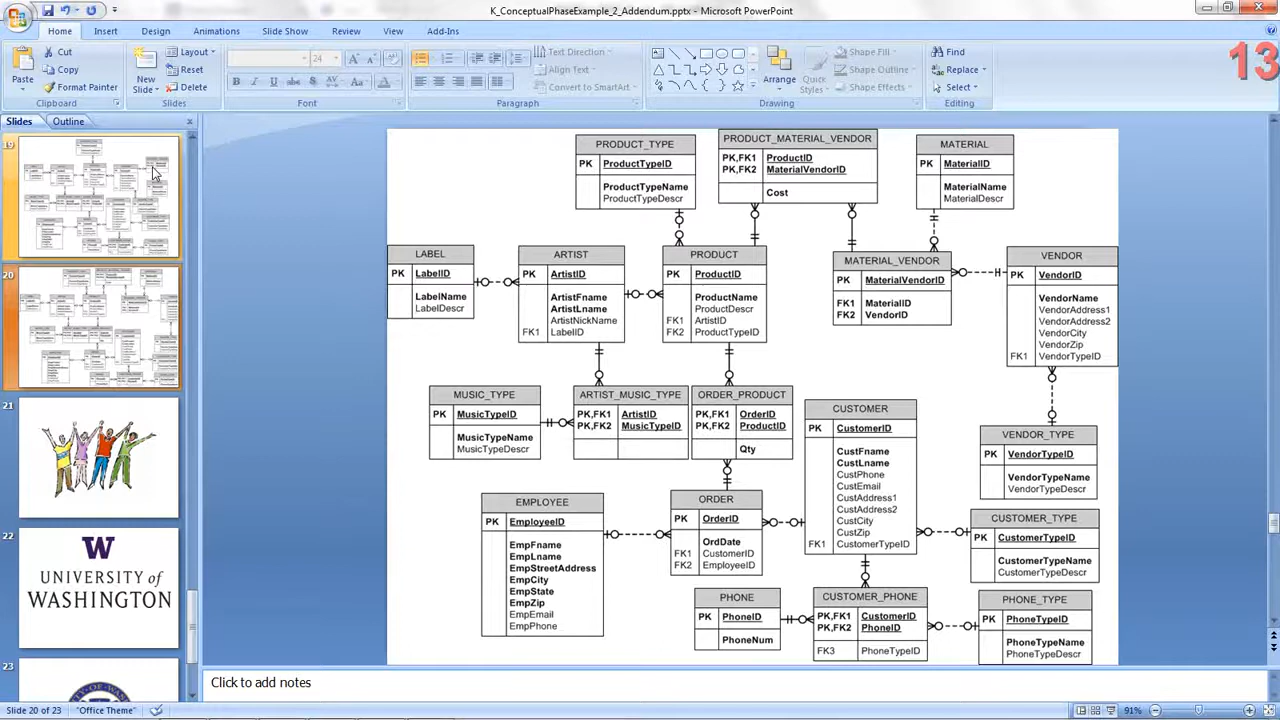 K_ConceptualPhaseExample_2_Addendum.pptx - Microsoft PowerPoint
Home
Insert
Design
Animations
Slide Show
Review
View
Add-Ins
13
Paste
Cut
Copy
Format Painter
Clipboard
New
Slide
Layout
Reset
Delete
Slides
24
B I U abc S AV Aa A
Font
Text Direction
Align Text
Convert to SmartArt
Paragraph
Arrange
Quick
Styles
Shape Fill
Shape Outline
Shape Effects
Drawing
Find
Replace
Select
Editing
Slides
Outline
19
20
21
22
W
UNIVERSITY of
WASHINGTON
23
PRODUCT_TYPE
PK ProductTypeID
ProductTypeName
ProductTypeDescr
PRODUCT_MATERIAL_VENDOR
PK,FK1 ProductID
PK,FK2 MaterialVendorID
Cost
MATERIAL
PK MaterialID
MaterialName
MaterialDescr
LABEL
PK LabelID
LabelName
LabelDescr
ARTIST
PK ArtistID
ArtistFname
ArtistLname
ArtistNickName
FK1 LabelID
PRODUCT
PK ProductID
ProductName
ProductDescr
FK1 ArtistID
FK2 ProductTypeID
MATERIAL_VENDOR
PK MaterialVendorID
FK1 MaterialID
FK2 VendorID
VENDOR
PK VendorID
VendorName
VendorAddress1
VendorAddress2
VendorCity
VendorZip
FK1 VendorTypeID
MUSIC_TYPE
PK MusicTypeID
MusicTypeName
MusicTypeDescr
ARTIST_MUSIC_TYPE
PK,FK1 ArtistID
PK,FK2 MusicTypeID
ORDER_PRODUCT
PK,FK1 OrderID
PK,FK2 ProductID
Qty
CUSTOMER
PK CustomerID
CustFname
CustLname
CustPhone
CustEmail
CustAddress1
CustAddress2
CustCity
CustZip
FK1 CustomerTypeID
VENDOR_TYPE
PK VendorTypeID
VendorTypeName
VendorTypeDescr
EMPLOYEE
PK EmployeeID
EmpFname
EmpLname
EmpStreetAddress
EmpCity
EmpState
EmpZip
EmpEmail
EmpPhone
ORDER
PK OrderID
OrdDate
FK1 CustomerID
FK2 EmployeeID
CUSTOMER_TYPE
PK CustomerTypeID
CustomerTypeName
CustomerTypeDescr
PHONE
PK PhoneID
PhoneNum
CUSTOMER_PHONE
PK,FK1 CustomerID
PK,FK2 PhoneID
FK3 PhoneTypeID
PHONE_TYPE
PK PhoneTypeID
PhoneTypeName
PhoneTypeDescr
Click to add notes
Slide 20 of 23
"Office Theme"
91%